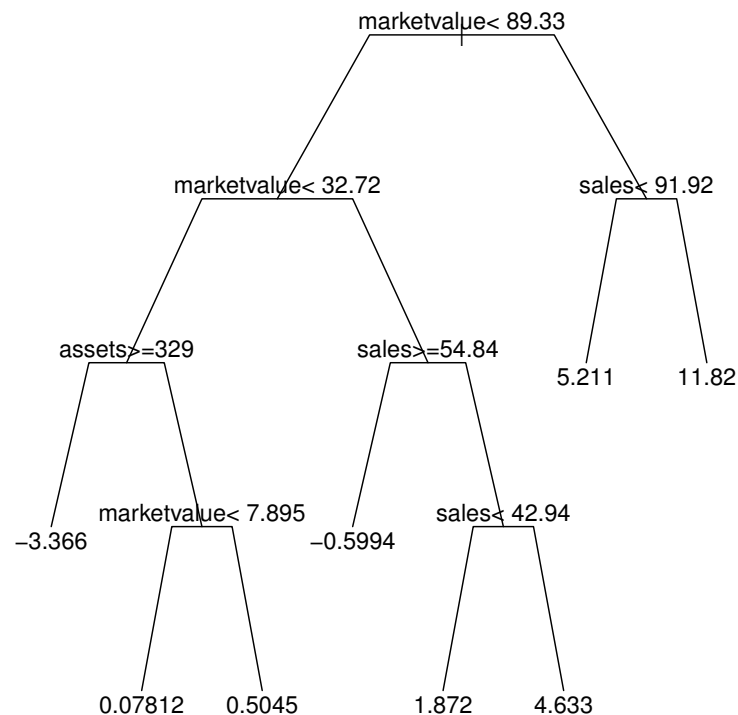 marketvalue< 89.33
marketvalue< 32.72
sales< 91.92
assets>=329
sales>=54.84
5.211
11.82
marketvalue< 7.895
sales< 42.94
−3.366
−0.5994
0.07812
0.5045
1.872
4.633